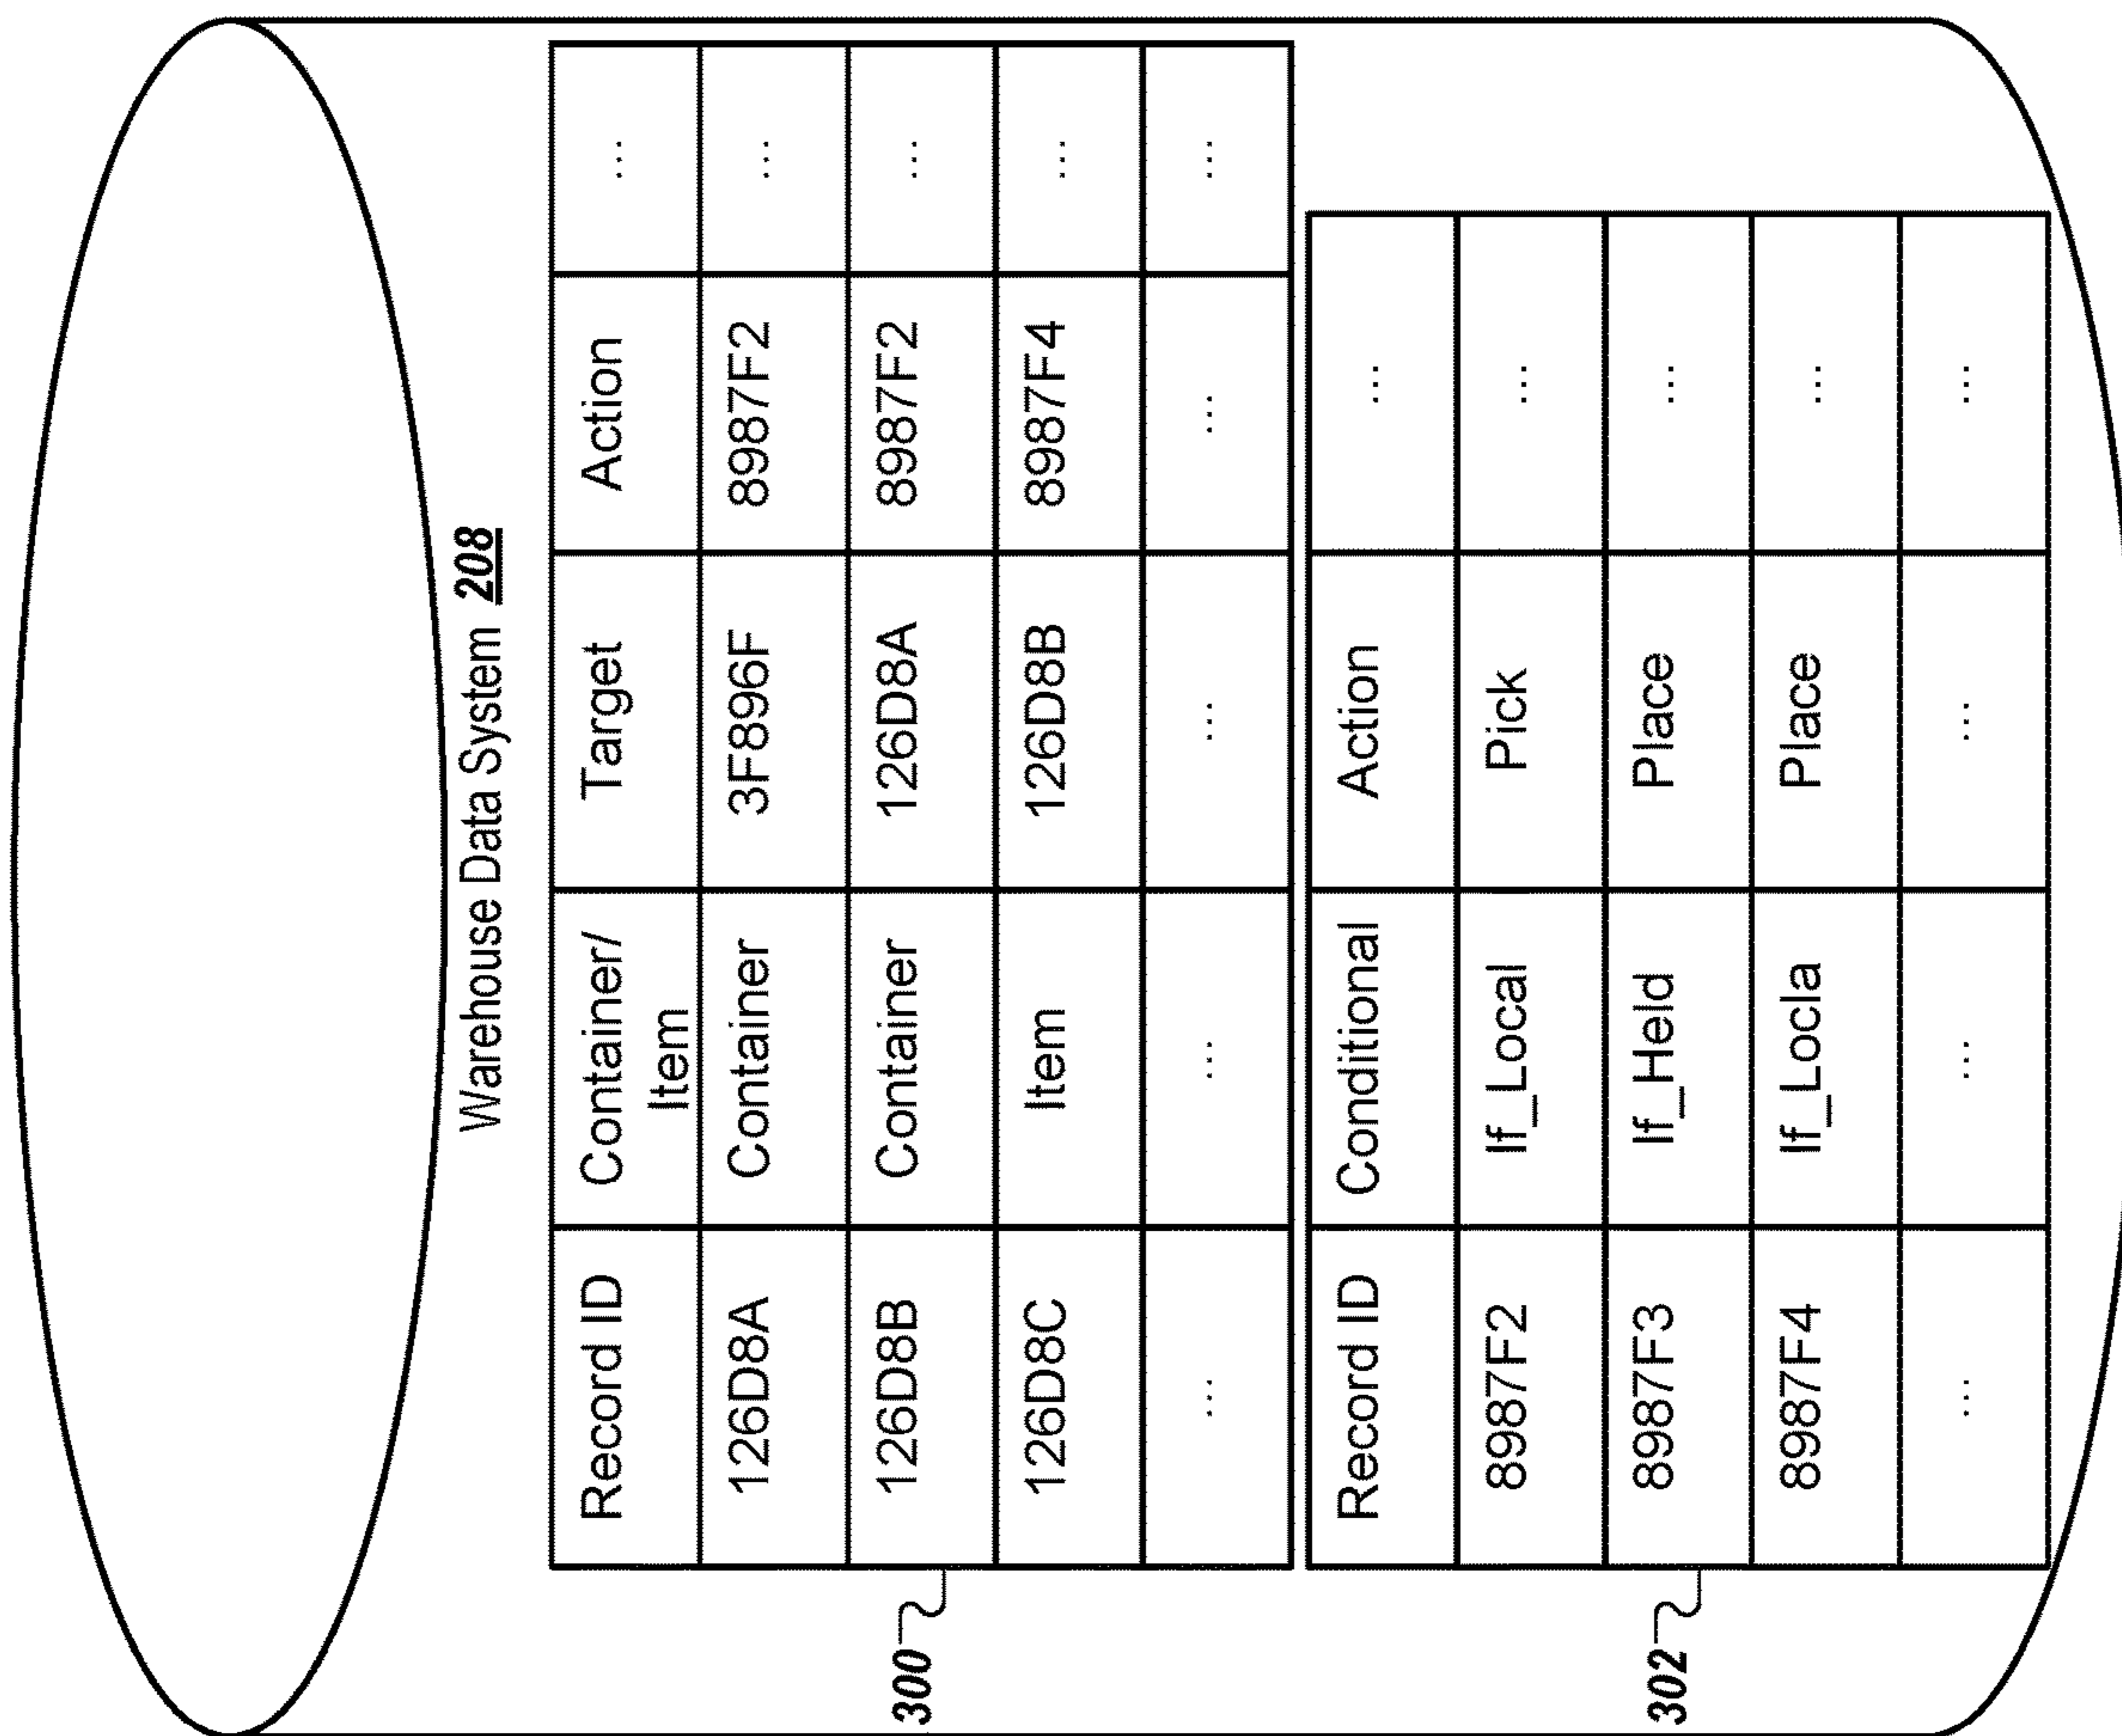 Warehouse Data System 208
Record ID Container/ Target Action ...
Item
126D8A Container 3F896F 8987F2 ...
126D8B Container 126D8A 8987F2 ...
126D8C Item 126D8B 8987F4 ...
... ... ... ... ...
300
Record ID Conditional Action ...
8987F2 If_Local Pick ...
8987F3 If_Held Place ...
8987F4 If_Locla Place ...
... ... ... ...
302